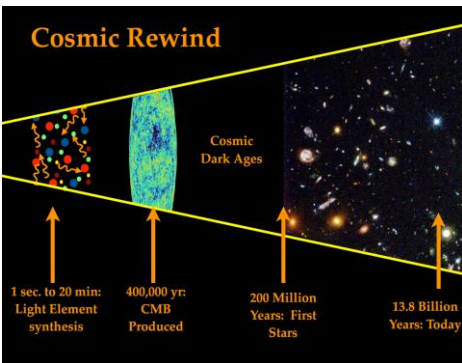 Cosmic Rewind
Cosmic
Dark Ages
1 sec. to 20 min:
Light Element
synthesis
400,000 yr:
CMB
Produced
200 Million
Years: First
Stars
13.8 Billion
Years: Today